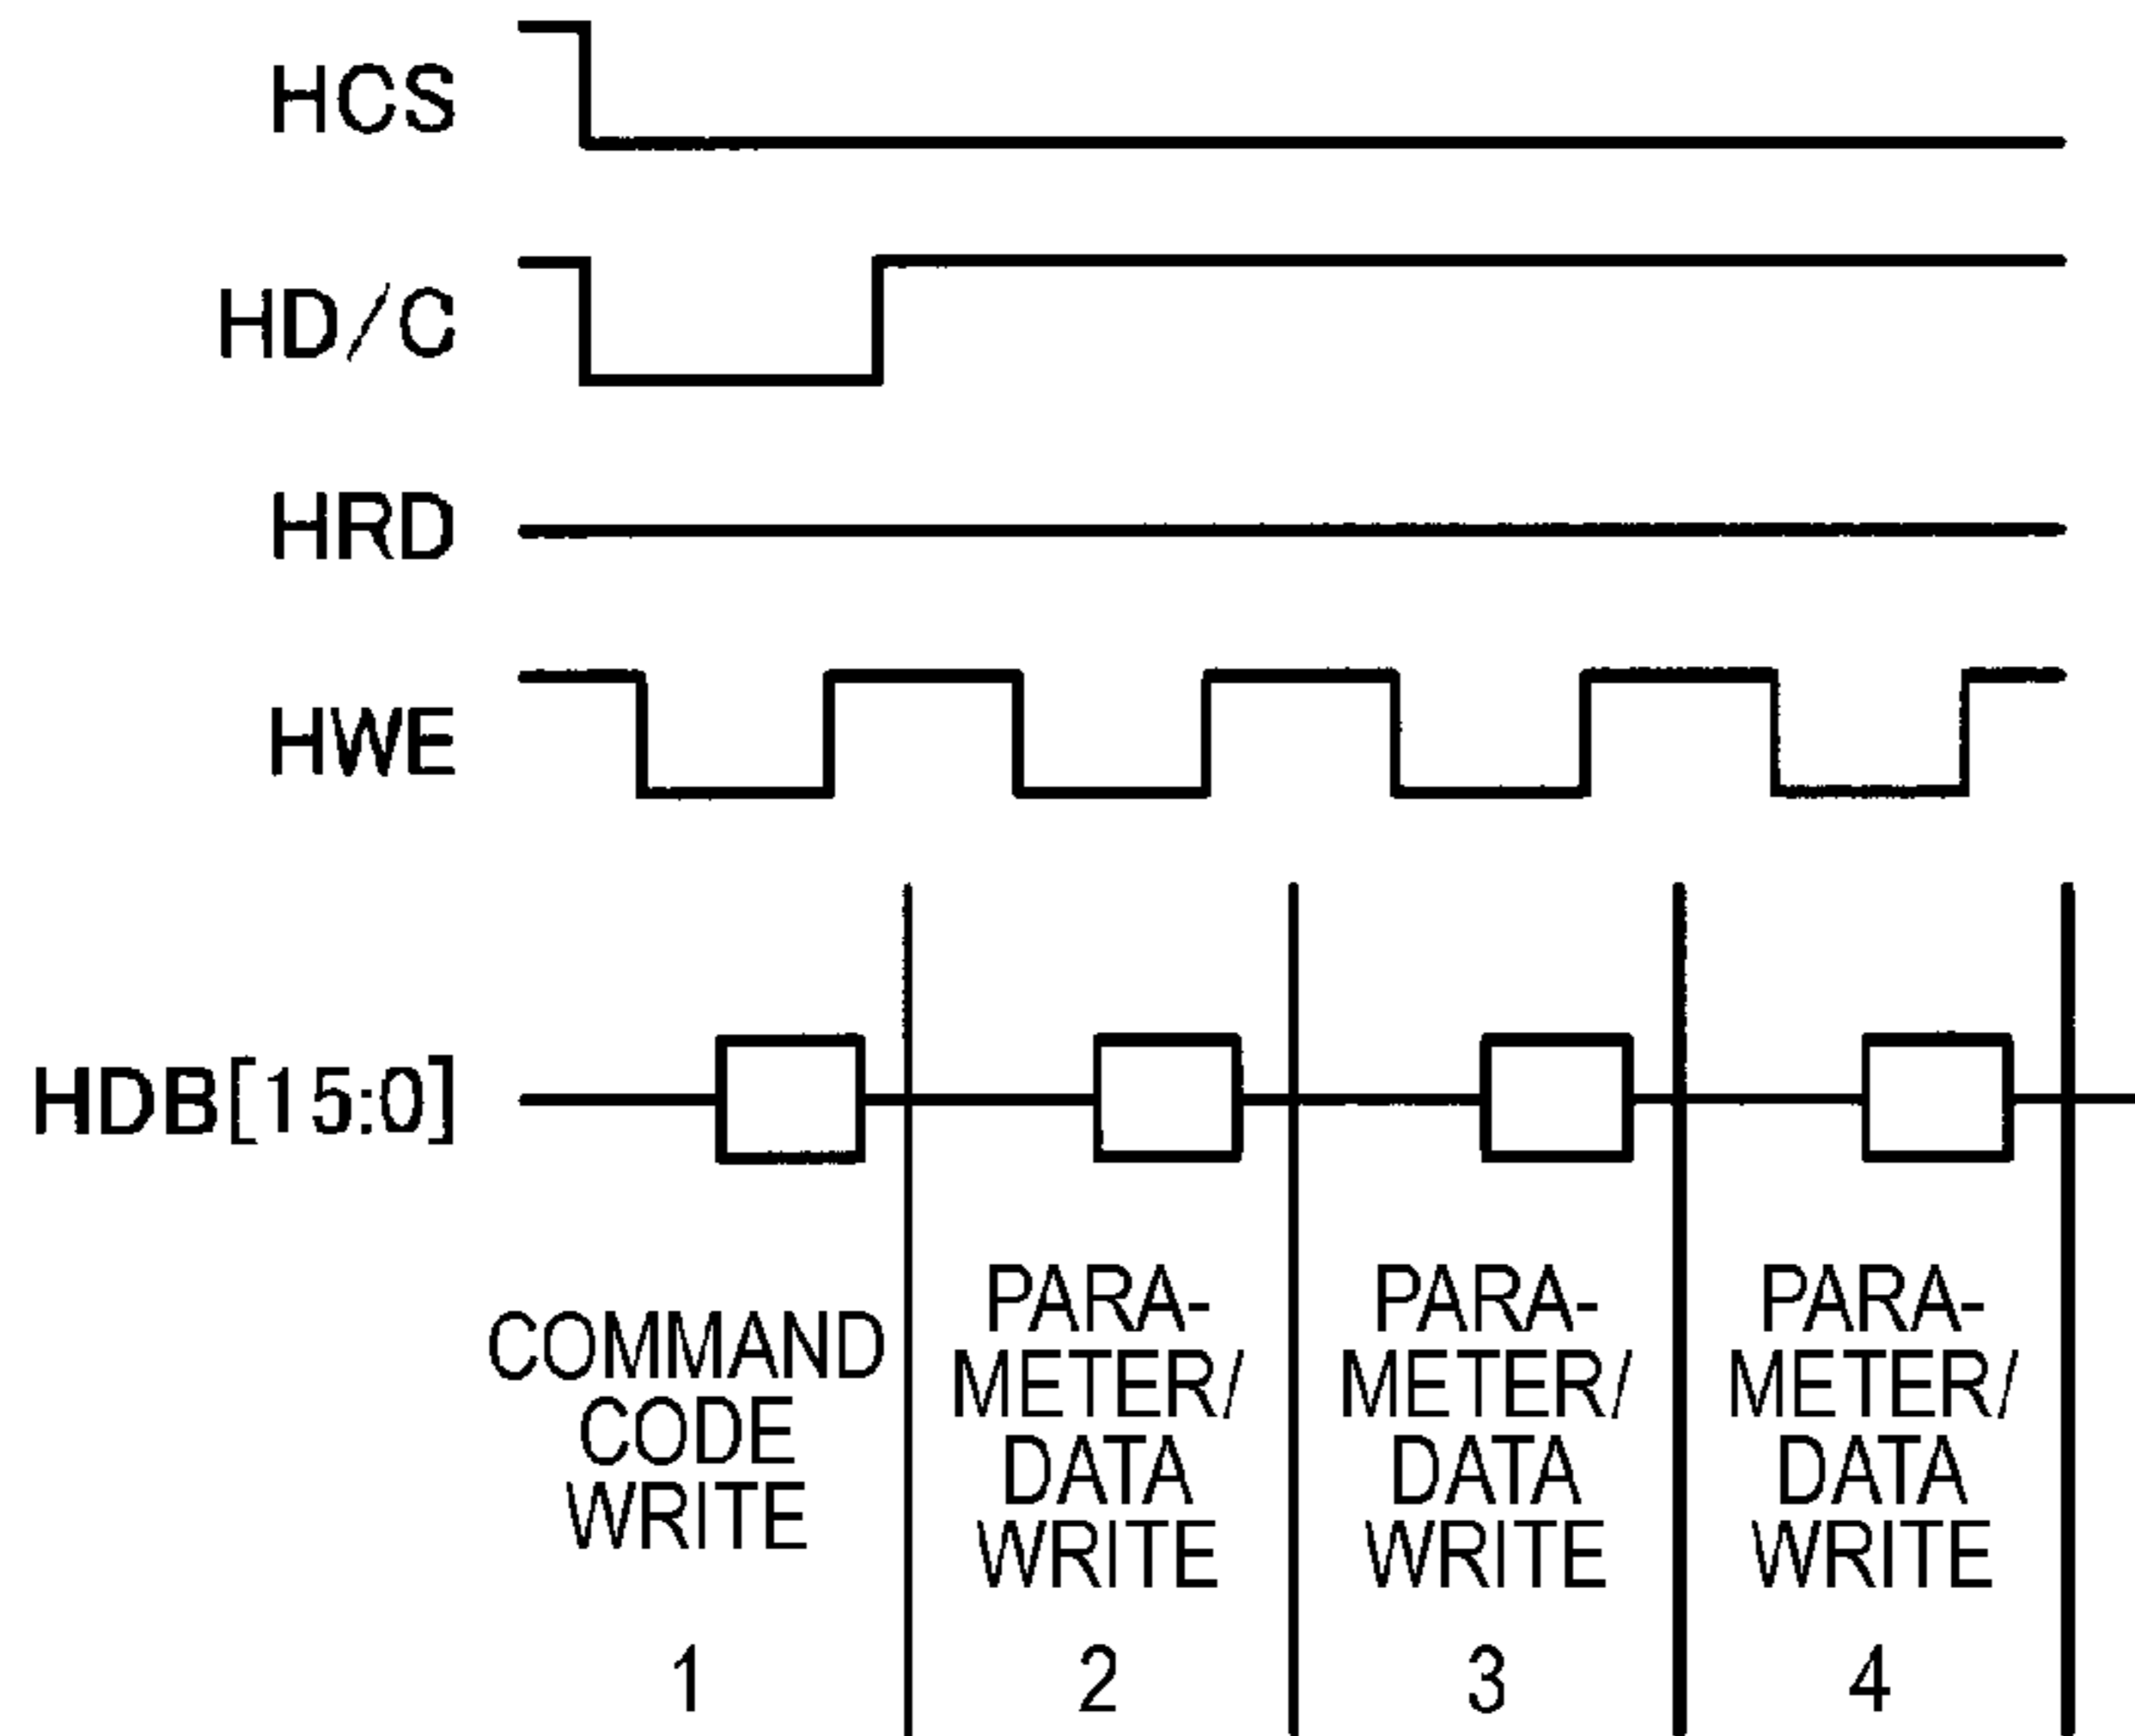 HCS
HD/C
HRD
HWE
HDB[15:0]
COMMAND
CODE
WRITE
1
PARA-
METER/
DATA
WRITE
2
PARA-
METER/
DATA
WRITE
3
PARA-
METER/
DATA
WRITE
4